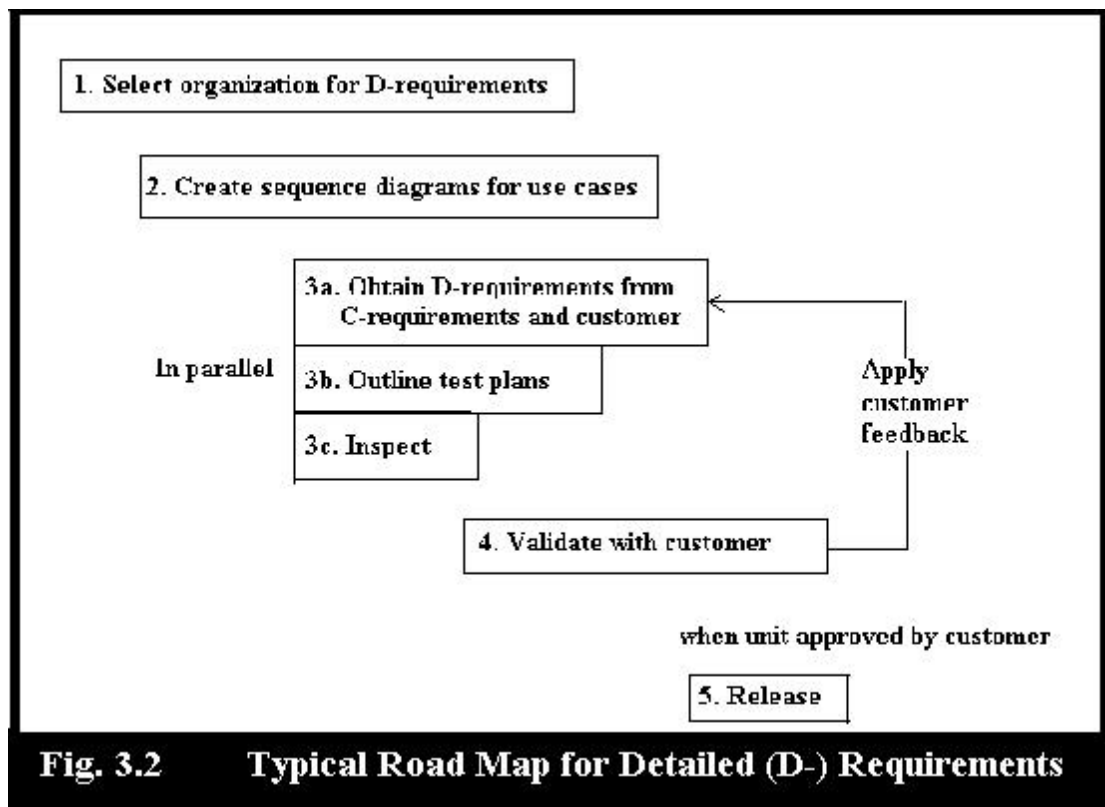 1. Select organization for D-requirements
2. Create sequence diagrams for use cases
3a. Obtain D-requirements from
C-requirements and customer
In parallel
3b. Outline test plans
3c. Inspect
Apply
customer
feedback
4. Validate with customer
when unit approved by customer
5. Release
Fig. 3.2 Typical Road Map for Detailed (D-) Requirements